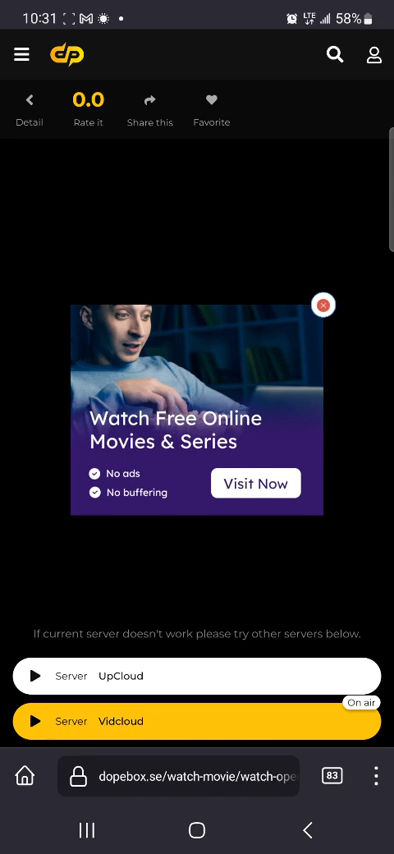 10:31
LTE
58%
dp
0.0
Detail
Rate it
Share this
Favorite
Watch Free Online
Movies & Series
No ads
No buffering
Visit Now
If current server doesn't work please try other servers below.
Server UpCloud
On air
Server Vidcloud
dopebox.se/watch-movie/watch-ope
83